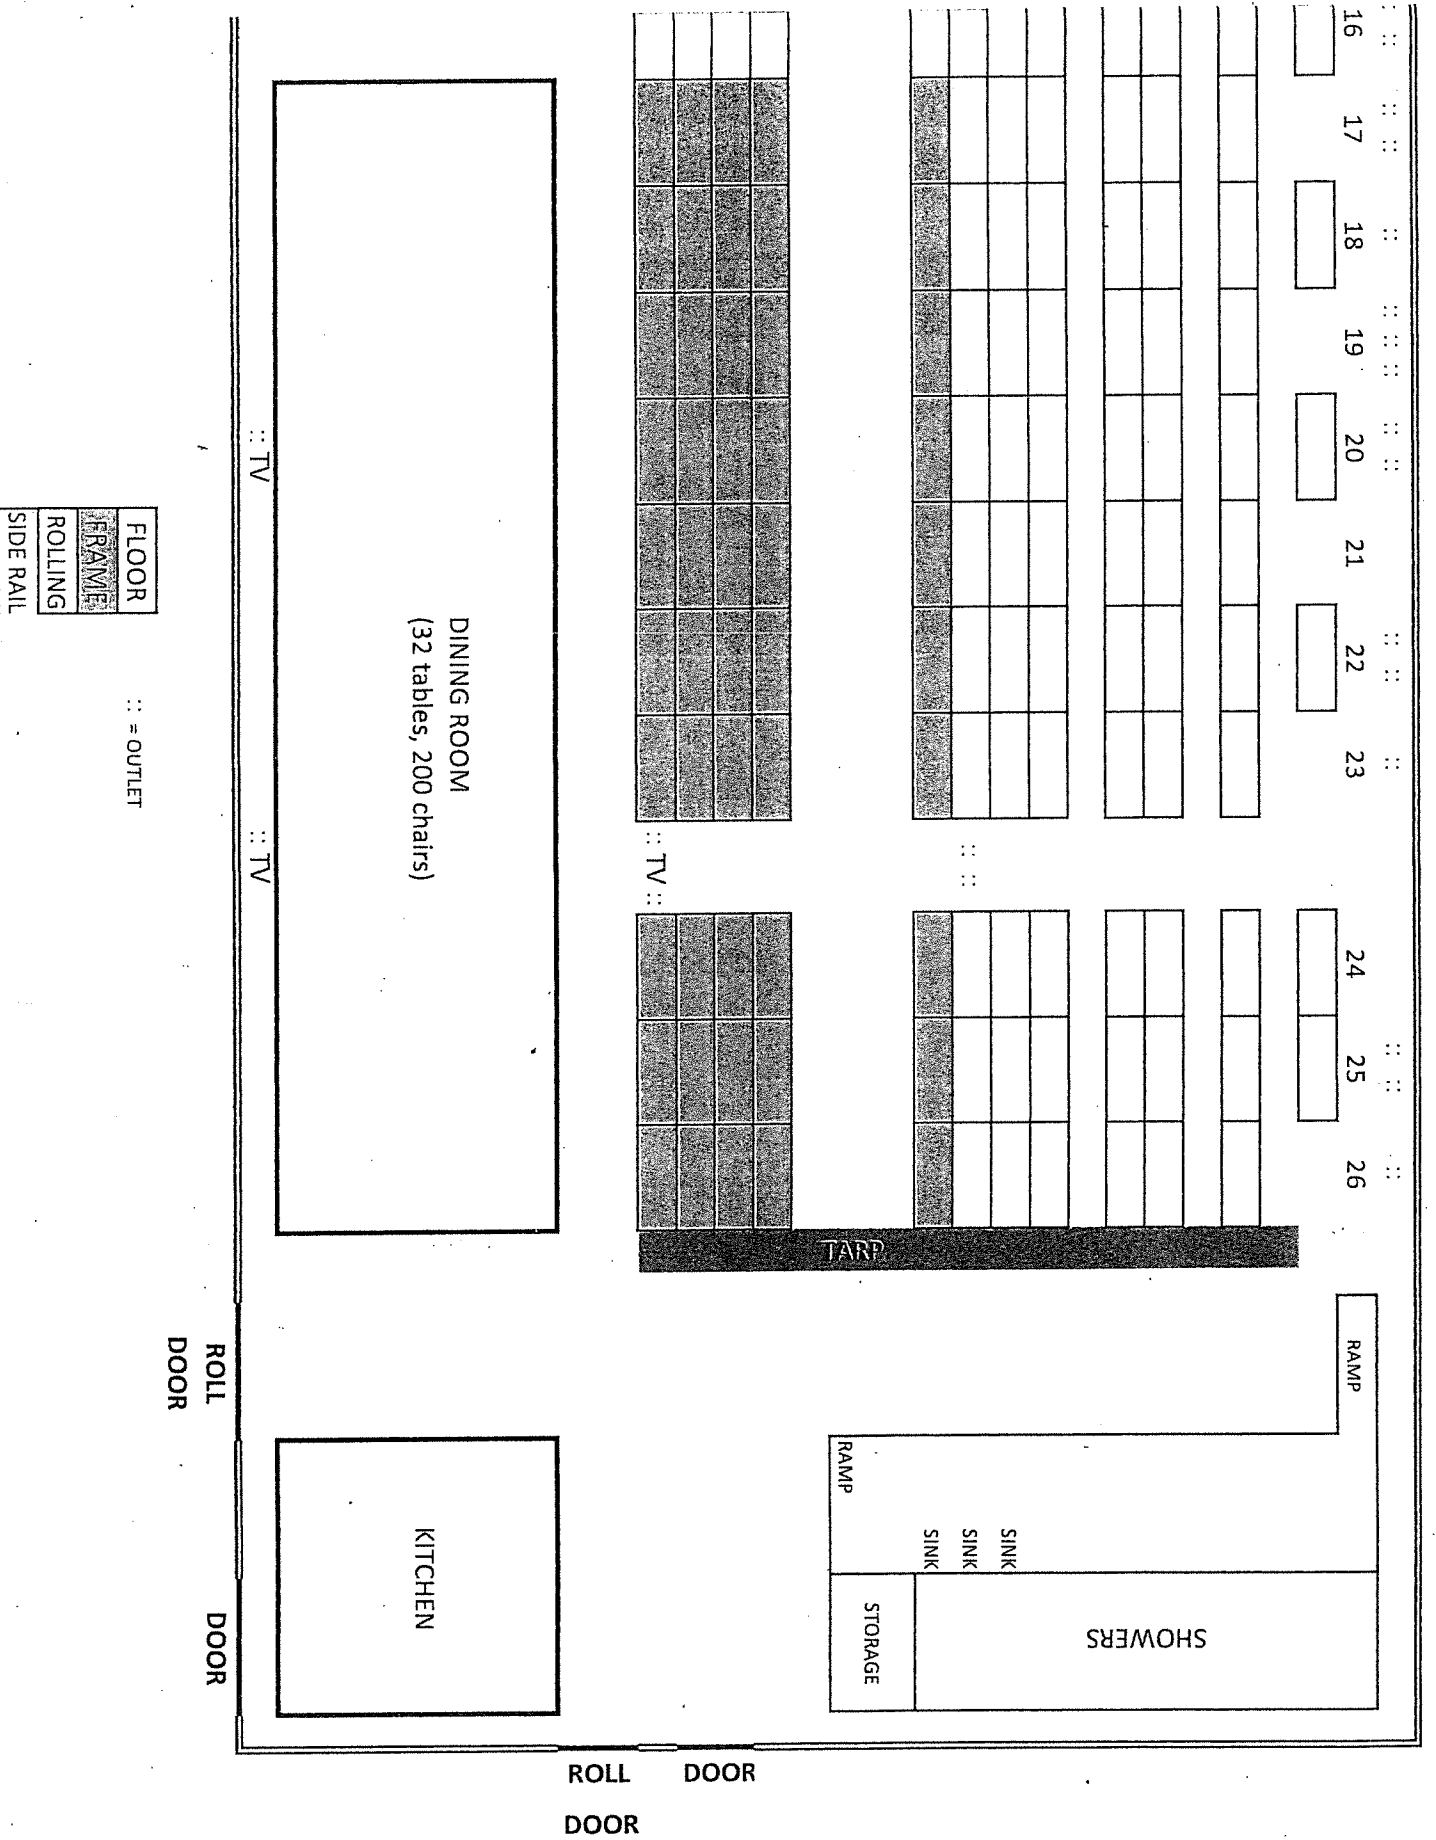 16
17
18
19
20
21
22
23
24
25
26
:: TV ::
:: TV
:: TV
DINING ROOM
(32 tables, 200 chairs)
TARP
FLOOR
FRAME
ROLLING
SIDE RAIL
:: = OUTLET
RAMP
RAMP
SINK
SINK
SINK
SHOWERS
STORAGE
KITCHEN
ROLL
DOOR
DOOR
ROLL DOOR
DOOR